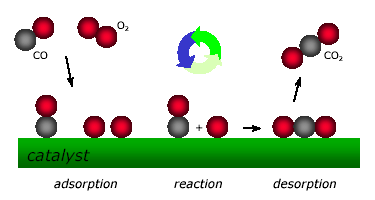 O₂
CO
CO₂
+
catalyst
adsorption reaction desorption